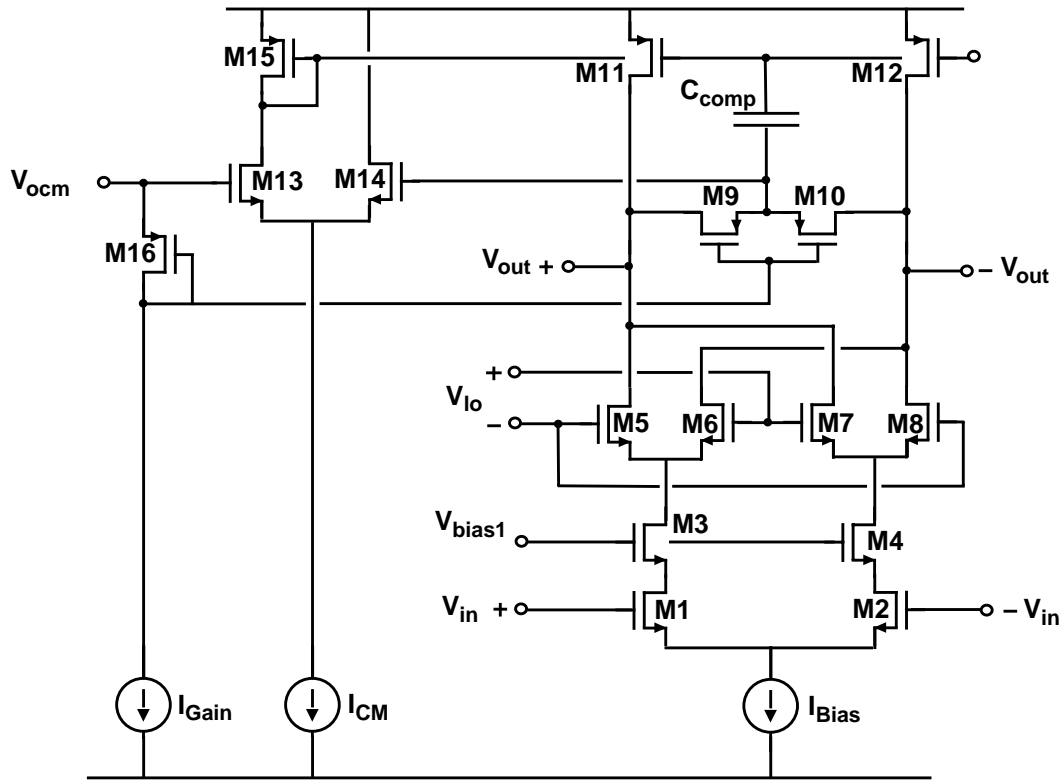 M15
M11
M12
C_comp
V_ocm
M13
M14
M9
M10
M16
V_out +
− V_out
+
V_lo
−
M5
M6
M7
M8
V_bias1
M3
M4
V_in +
M1
M2
− V_in
I_Gain
I_CM
I_Bias